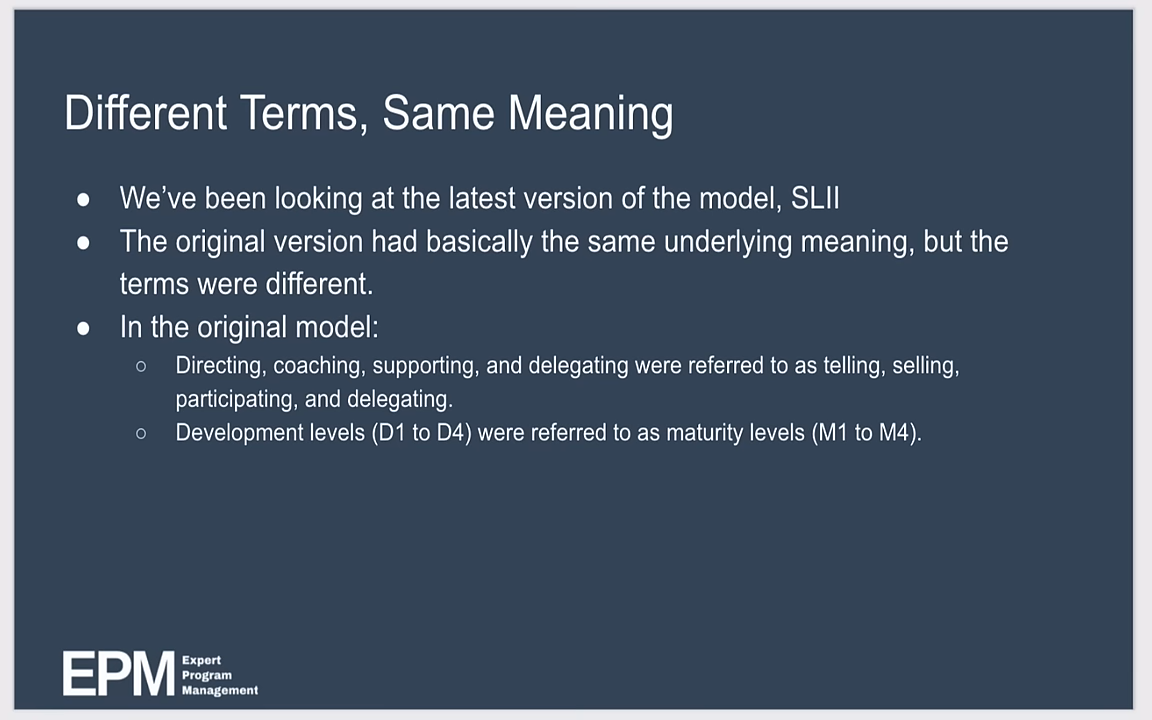 Different Terms, Same Meaning
● We’ve been looking at the latest version of the model, SLII
● The original version had basically the same underlying meaning, but the
terms were different.
● In the original model:
○ Directing, coaching, supporting, and delegating were referred to as telling, selling,
participating, and delegating.
○ Development levels (D1 to D4) were referred to as maturity levels (M1 to M4).
EPM
Expert
Program
Management